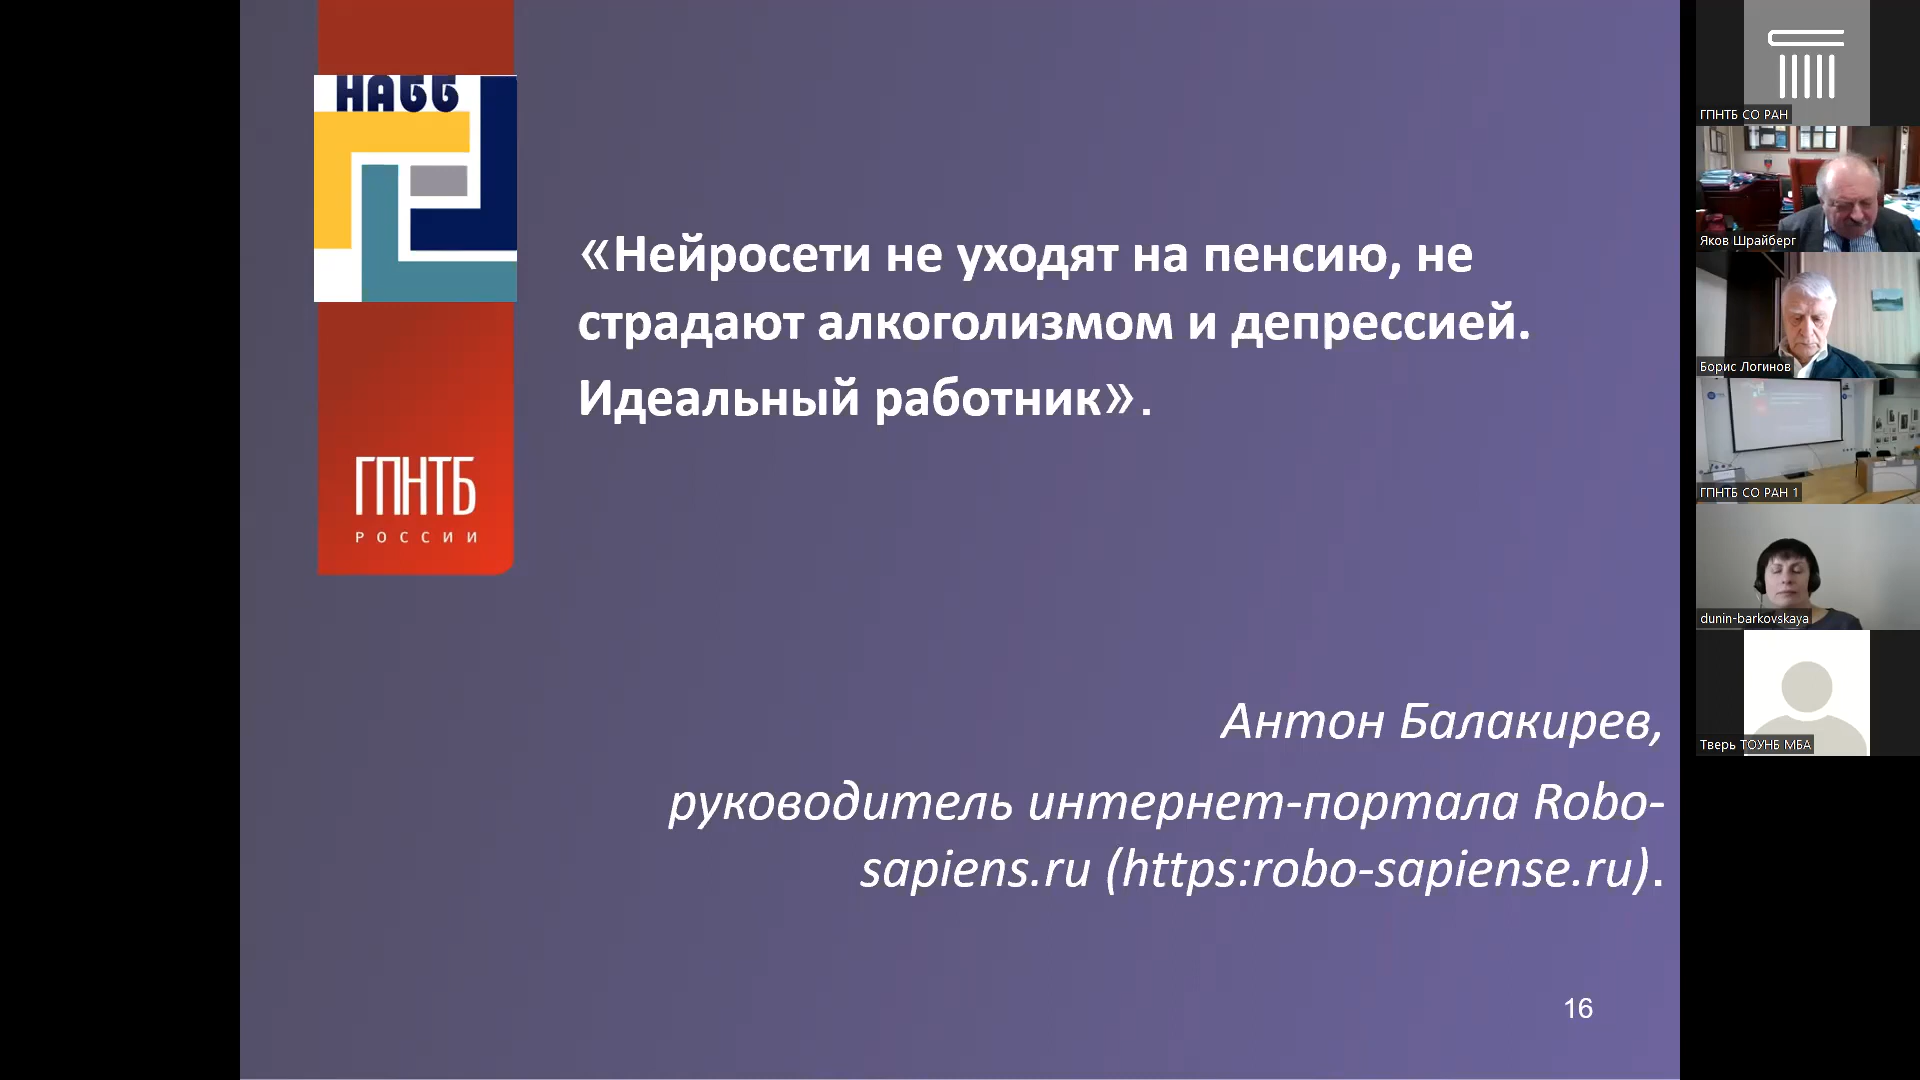 НАББ
ГПНТБ
РОССИИ
«Нейросети не уходят на пенсию, не
страдают алкоголизмом и депрессией.
Идеальный работник».
Антон Балакирев,
руководитель интернет-портала Robo-
sapiens.ru (https:robo-sapiense.ru).
16
ГПНТБ СО РАН
Яков Шрайберг
Борис Логинов
ГПНТБ СО РАН 1
dunin-barkovskaya
Тверь ТОУНБ МБА